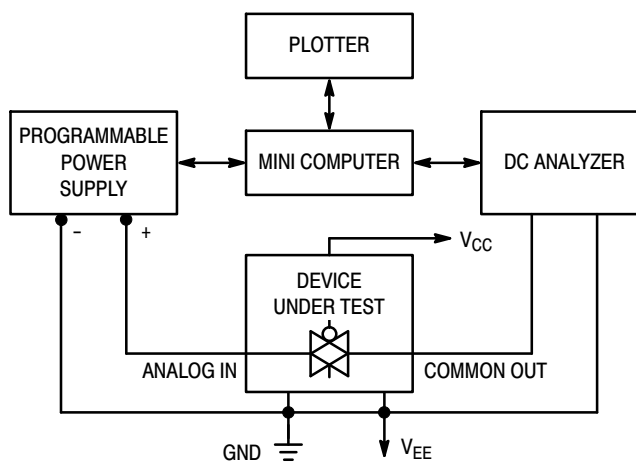 PLOTTER
PROGRAMMABLE
POWER
SUPPLY
MINI COMPUTER
DC ANALYZER
–
+
VCC
DEVICE
UNDER TEST
ANALOG IN
COMMON OUT
GND
VEE